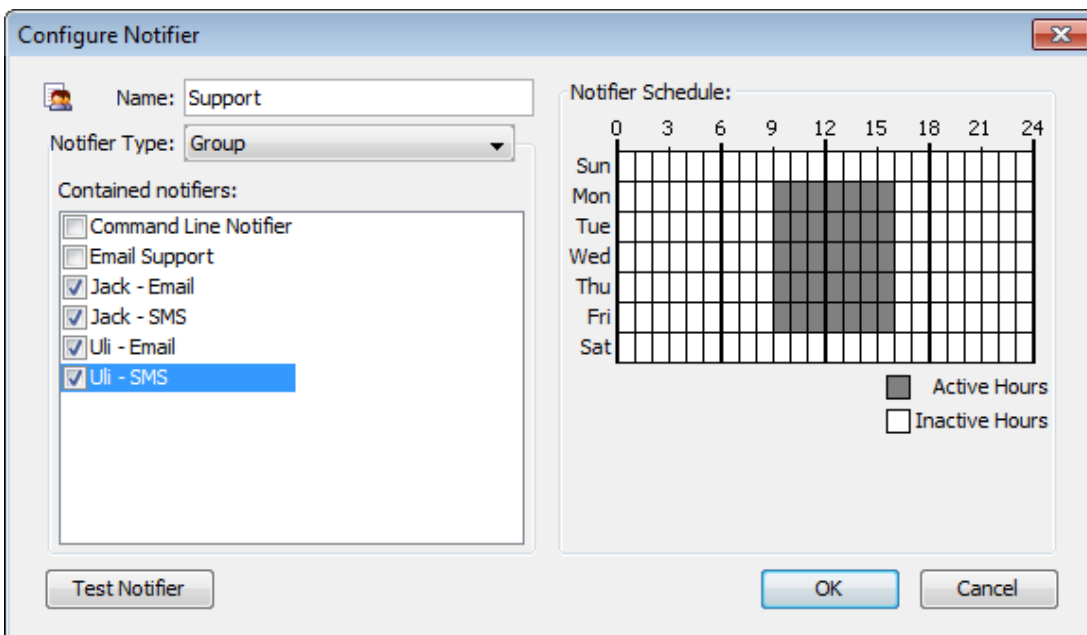 Configure Notifier
Name: Support
Notifier Type: Group
Contained notifiers:
Command Line Notifier
Email Support
Jack - Email
Jack - SMS
Uli - Email
Uli - SMS
Notifier Schedule:
0 3 6 9 12 15 18 21 24
Sun
Mon
Tue
Wed
Thu
Fri
Sat
Active Hours
Inactive Hours
Test Notifier
OK
Cancel